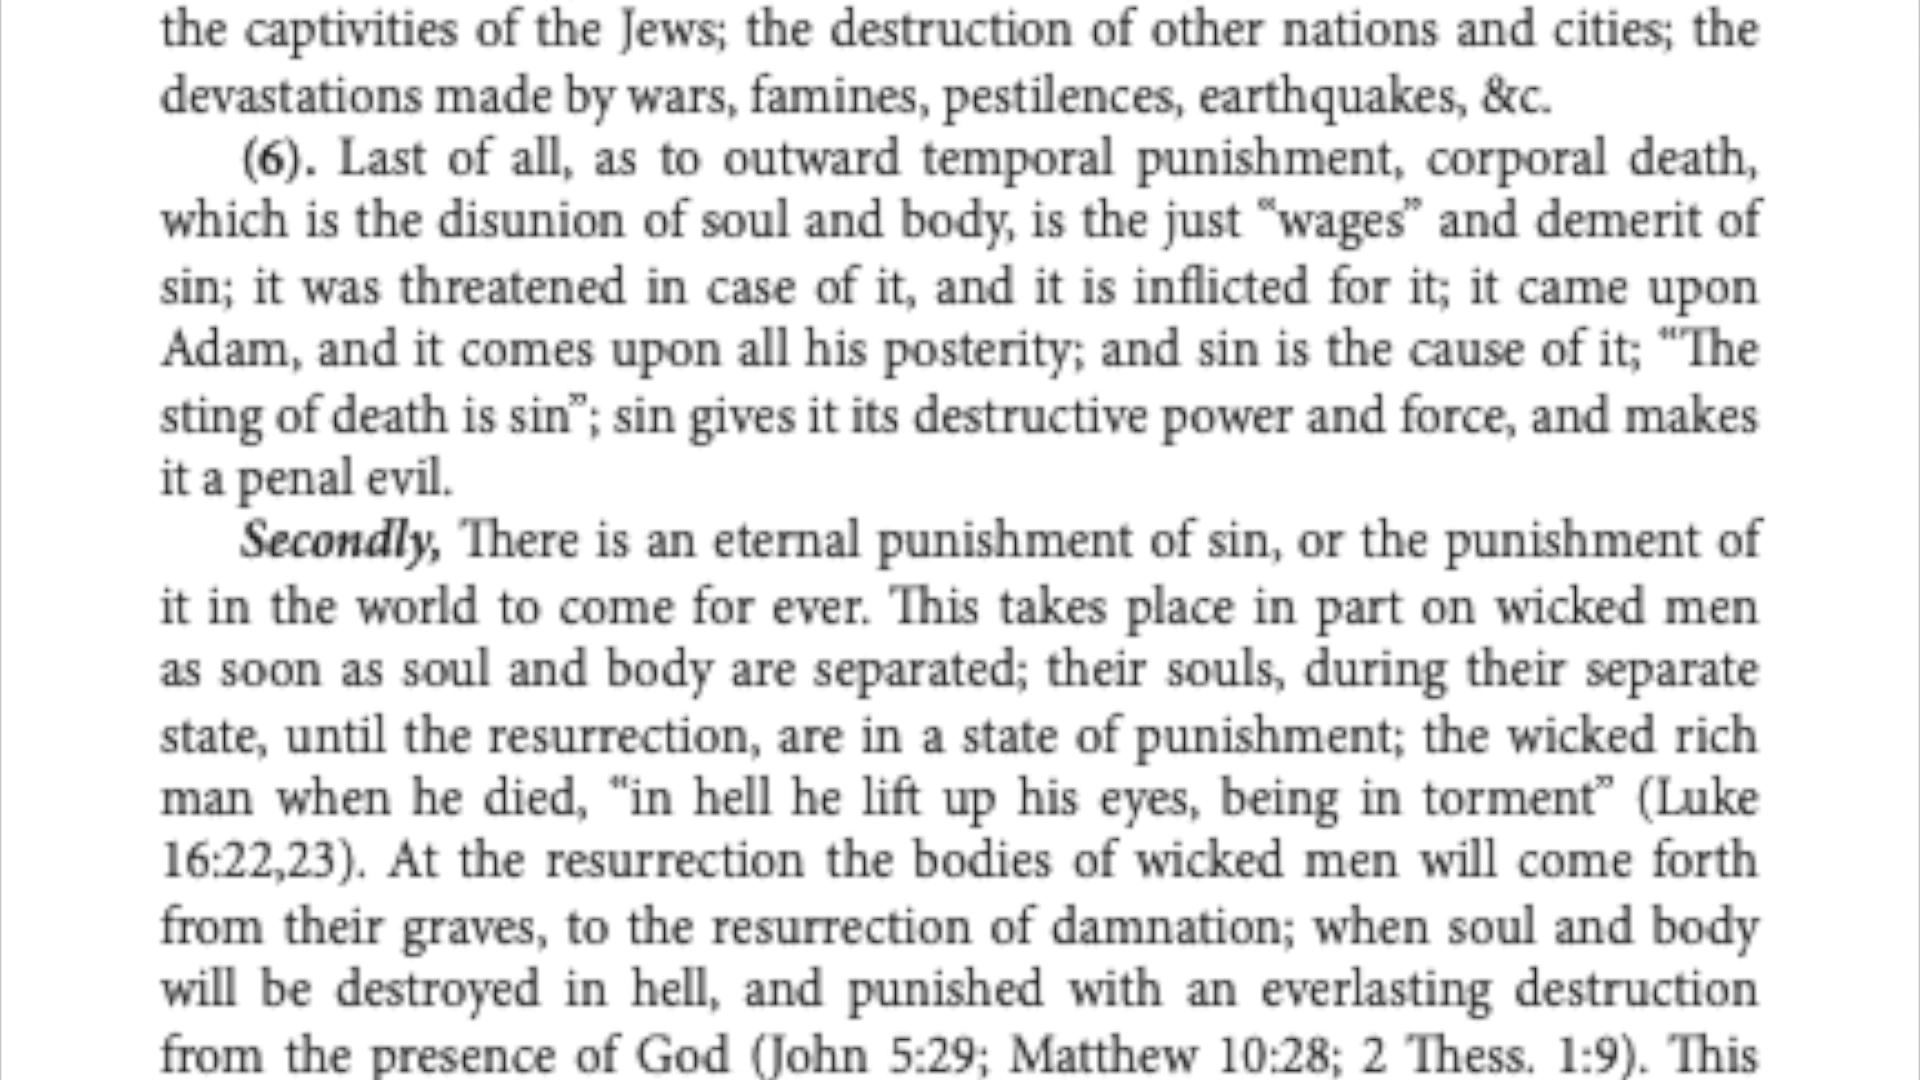 the captivities of the Jews; the destruction of other nations and cities; the
devastations made by wars, famines, pestilences, earthquakes, &c.
(6). Last of all, as to outward temporal punishment, corporal death,
which is the disunion of soul and body, is the just “wages” and demerit of
sin; it was threatened in case of it, and it is inflicted for it; it came upon
Adam, and it comes upon all his posterity; and sin is the cause of it; “The
sting of death is sin”; sin gives it its destructive power and force, and makes
it a penal evil.
Secondly, There is an eternal punishment of sin, or the punishment of
it in the world to come for ever. This takes place in part on wicked men
as soon as soul and body are separated; their souls, during their separate
state, until the resurrection, are in a state of punishment; the wicked rich
man when he died, “in hell he lift up his eyes, being in torment” (Luke
16:22,23). At the resurrection the bodies of wicked men will come forth
from their graves, to the resurrection of damnation; when soul and body
will be destroyed in hell, and punished with an everlasting destruction
from the presence of God (John 5:29; Matthew 10:28; 2 Thess. 1:9). This